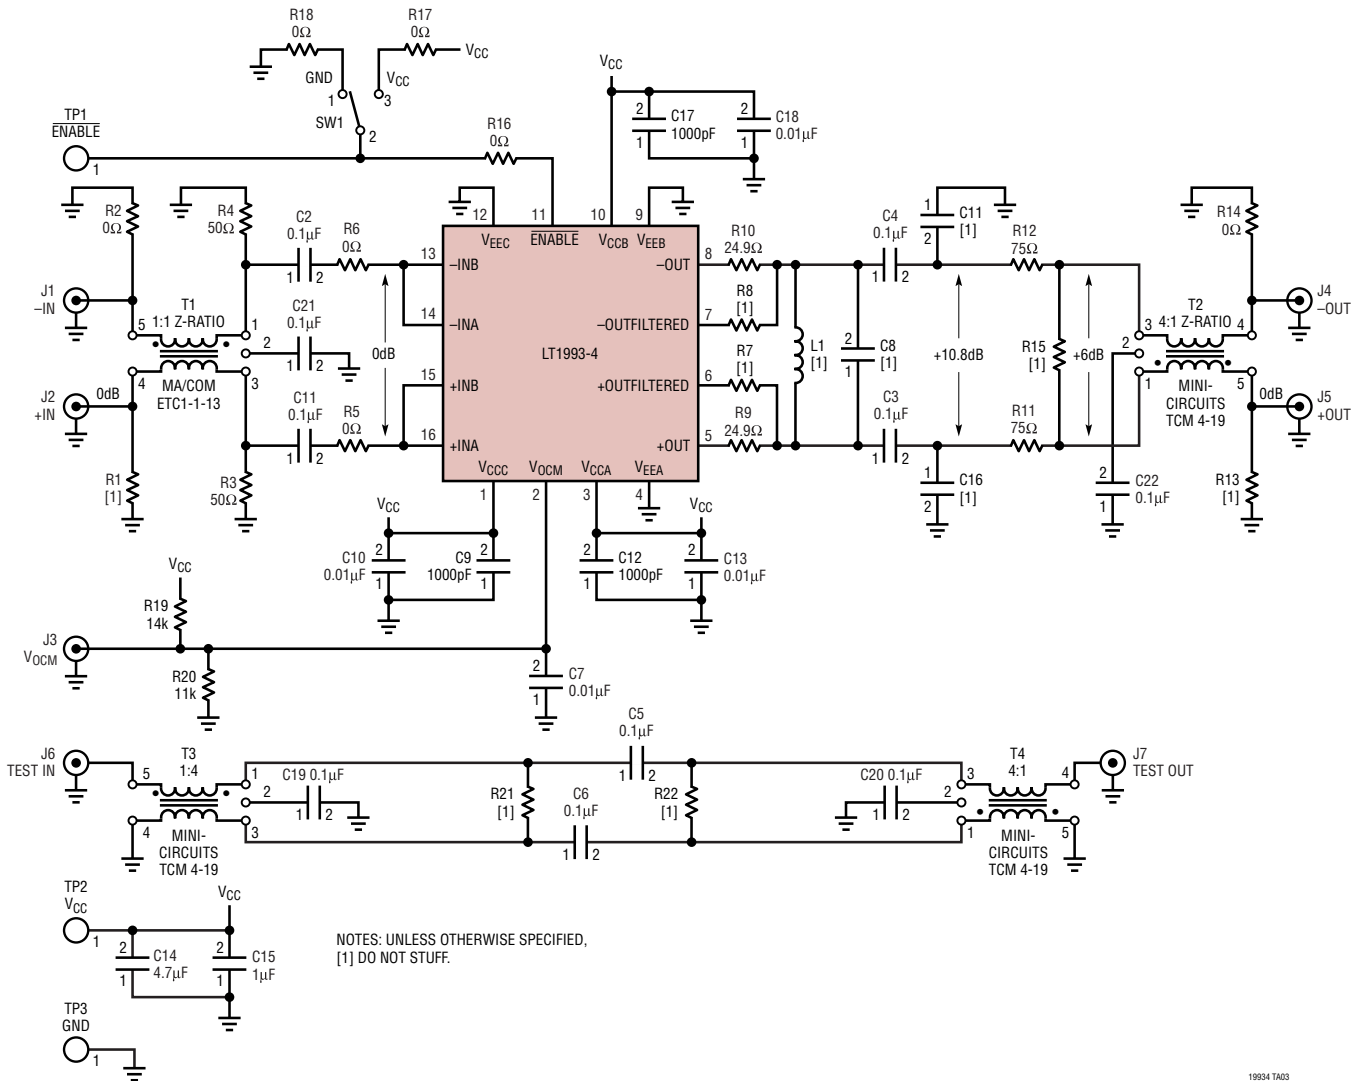 R18
0Ω
R17
0Ω
VCC
GND
VCC
1
3
SW1
2
TP1
ENABLE
1
R16
0Ω
VCC
2
C17
1000pF
1
2
C18
0.01µF
1
R2
0Ω
R4
50Ω
C2
0.1µF
1 2
R6
0Ω
12
11
10
9
VEEC
ENABLE
VCCB
VEEB
13
–INB
14
–INA
15
+INB
16
+INA
LT1993-4
–OUT
8
–OUTFILTERED
7
+OUTFILTERED
6
+OUT
5
VCCC
VOCM
VCCA
VEEA
1
2
3
4
J1
–IN
J2
+IN
0dB
T1
1:1 Z-RATIO
5
1
2
4
3
MA/COM
ETC1-1-13
C21
0.1µF
1 2
0dB
C11
0.1µF
1 2
R5
0Ω
R1
[1]
R3
50Ω
R10
24.9Ω
R8
[1]
R7
[1]
R9
24.9Ω
L1
[1]
2
C8
[1]
1
C4
0.1µF
1 2
C3
0.1µF
1 2
1
C11
[1]
2
R12
75Ω
+10.8dB
R15
[1]
+6dB
R11
75Ω
1
C16
[1]
2
R14
0Ω
T2
4:1 Z-RATIO
3
4
2
1
5
MINI-
CIRCUITS
TCM 4-19
J4
–OUT
0dB
J5
+OUT
2
C22
0.1µF
1
R13
[1]
VCC
2
C10
0.01µF
1
2
C9
1000pF
1
VCC
2
C12
1000pF
1
2
C13
0.01µF
1
VCC
R19
14k
J3
VOCM
R20
11k
2
C7
0.01µF
1
J6
TEST IN
T3
1:4
5
1
2
4
3
MINI-
CIRCUITS
TCM 4-19
C19 0.1µF
1 2
R21
[1]
C5
0.1µF
1 2
C6
0.1µF
1 2
R22
[1]
C20 0.1µF
1 2
T4
4:1
3
4
2
1
5
MINI-
CIRCUITS
TCM 4-19
J7
TEST OUT
TP2
VCC
1
VCC
2
C14
4.7µF
1
2
C15
1µF
1
NOTES: UNLESS OTHERWISE SPECIFIED,
[1] DO NOT STUFF.
TP3
GND
1
19934 TA03